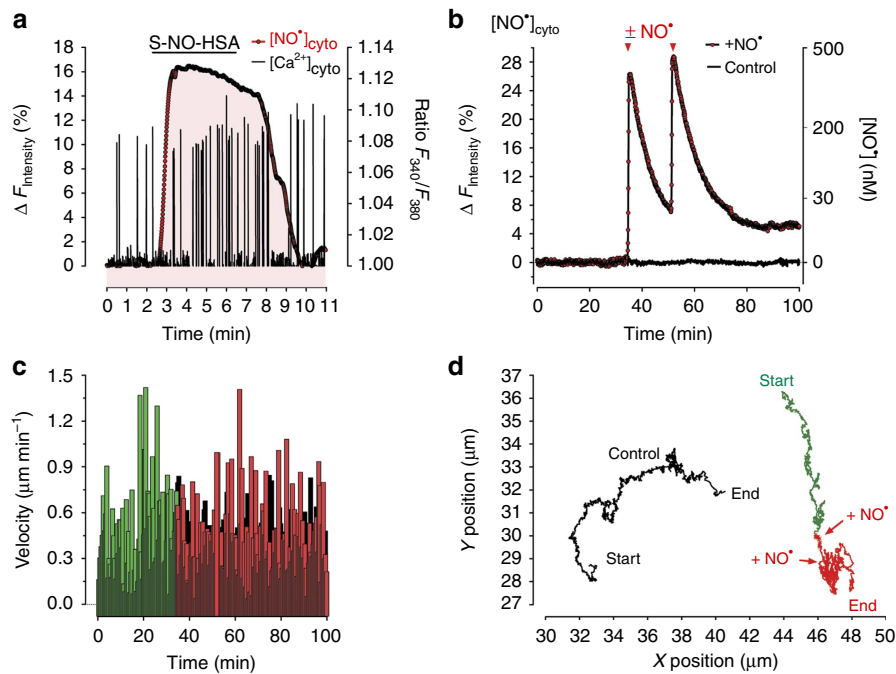 a
S-NO-HSA
[NO•]cyto
[Ca2+]cyto
Δ FIntensity (%)
18
16
14
12
10
8
6
4
2
0
1.14
1.12
1.10
1.08
1.06
1.04
1.02
1.00
Ratio F340/F380
0 1 2 3 4 5 6 7 8 9 10 11
Time (min)
b
[NO•]cyto
± NO•
+NO•
Control
Δ FIntensity (%)
28
24
20
16
12
8
4
0
500
200
30
0
[NO•] (nM)
0 20 40 60 80 100
Time (min)
c
Velocity (μm min−1)
1.5
1.2
0.9
0.6
0.3
0.0
0 20 40 60 80 100
Time (min)
d
Y position (μm)
37
36
35
34
33
32
31
30
29
28
27
Start
Control
End
Start
+ NO•
+ NO•
End
30 32 34 36 38 40 42 44 46 48 50
X position (μm)